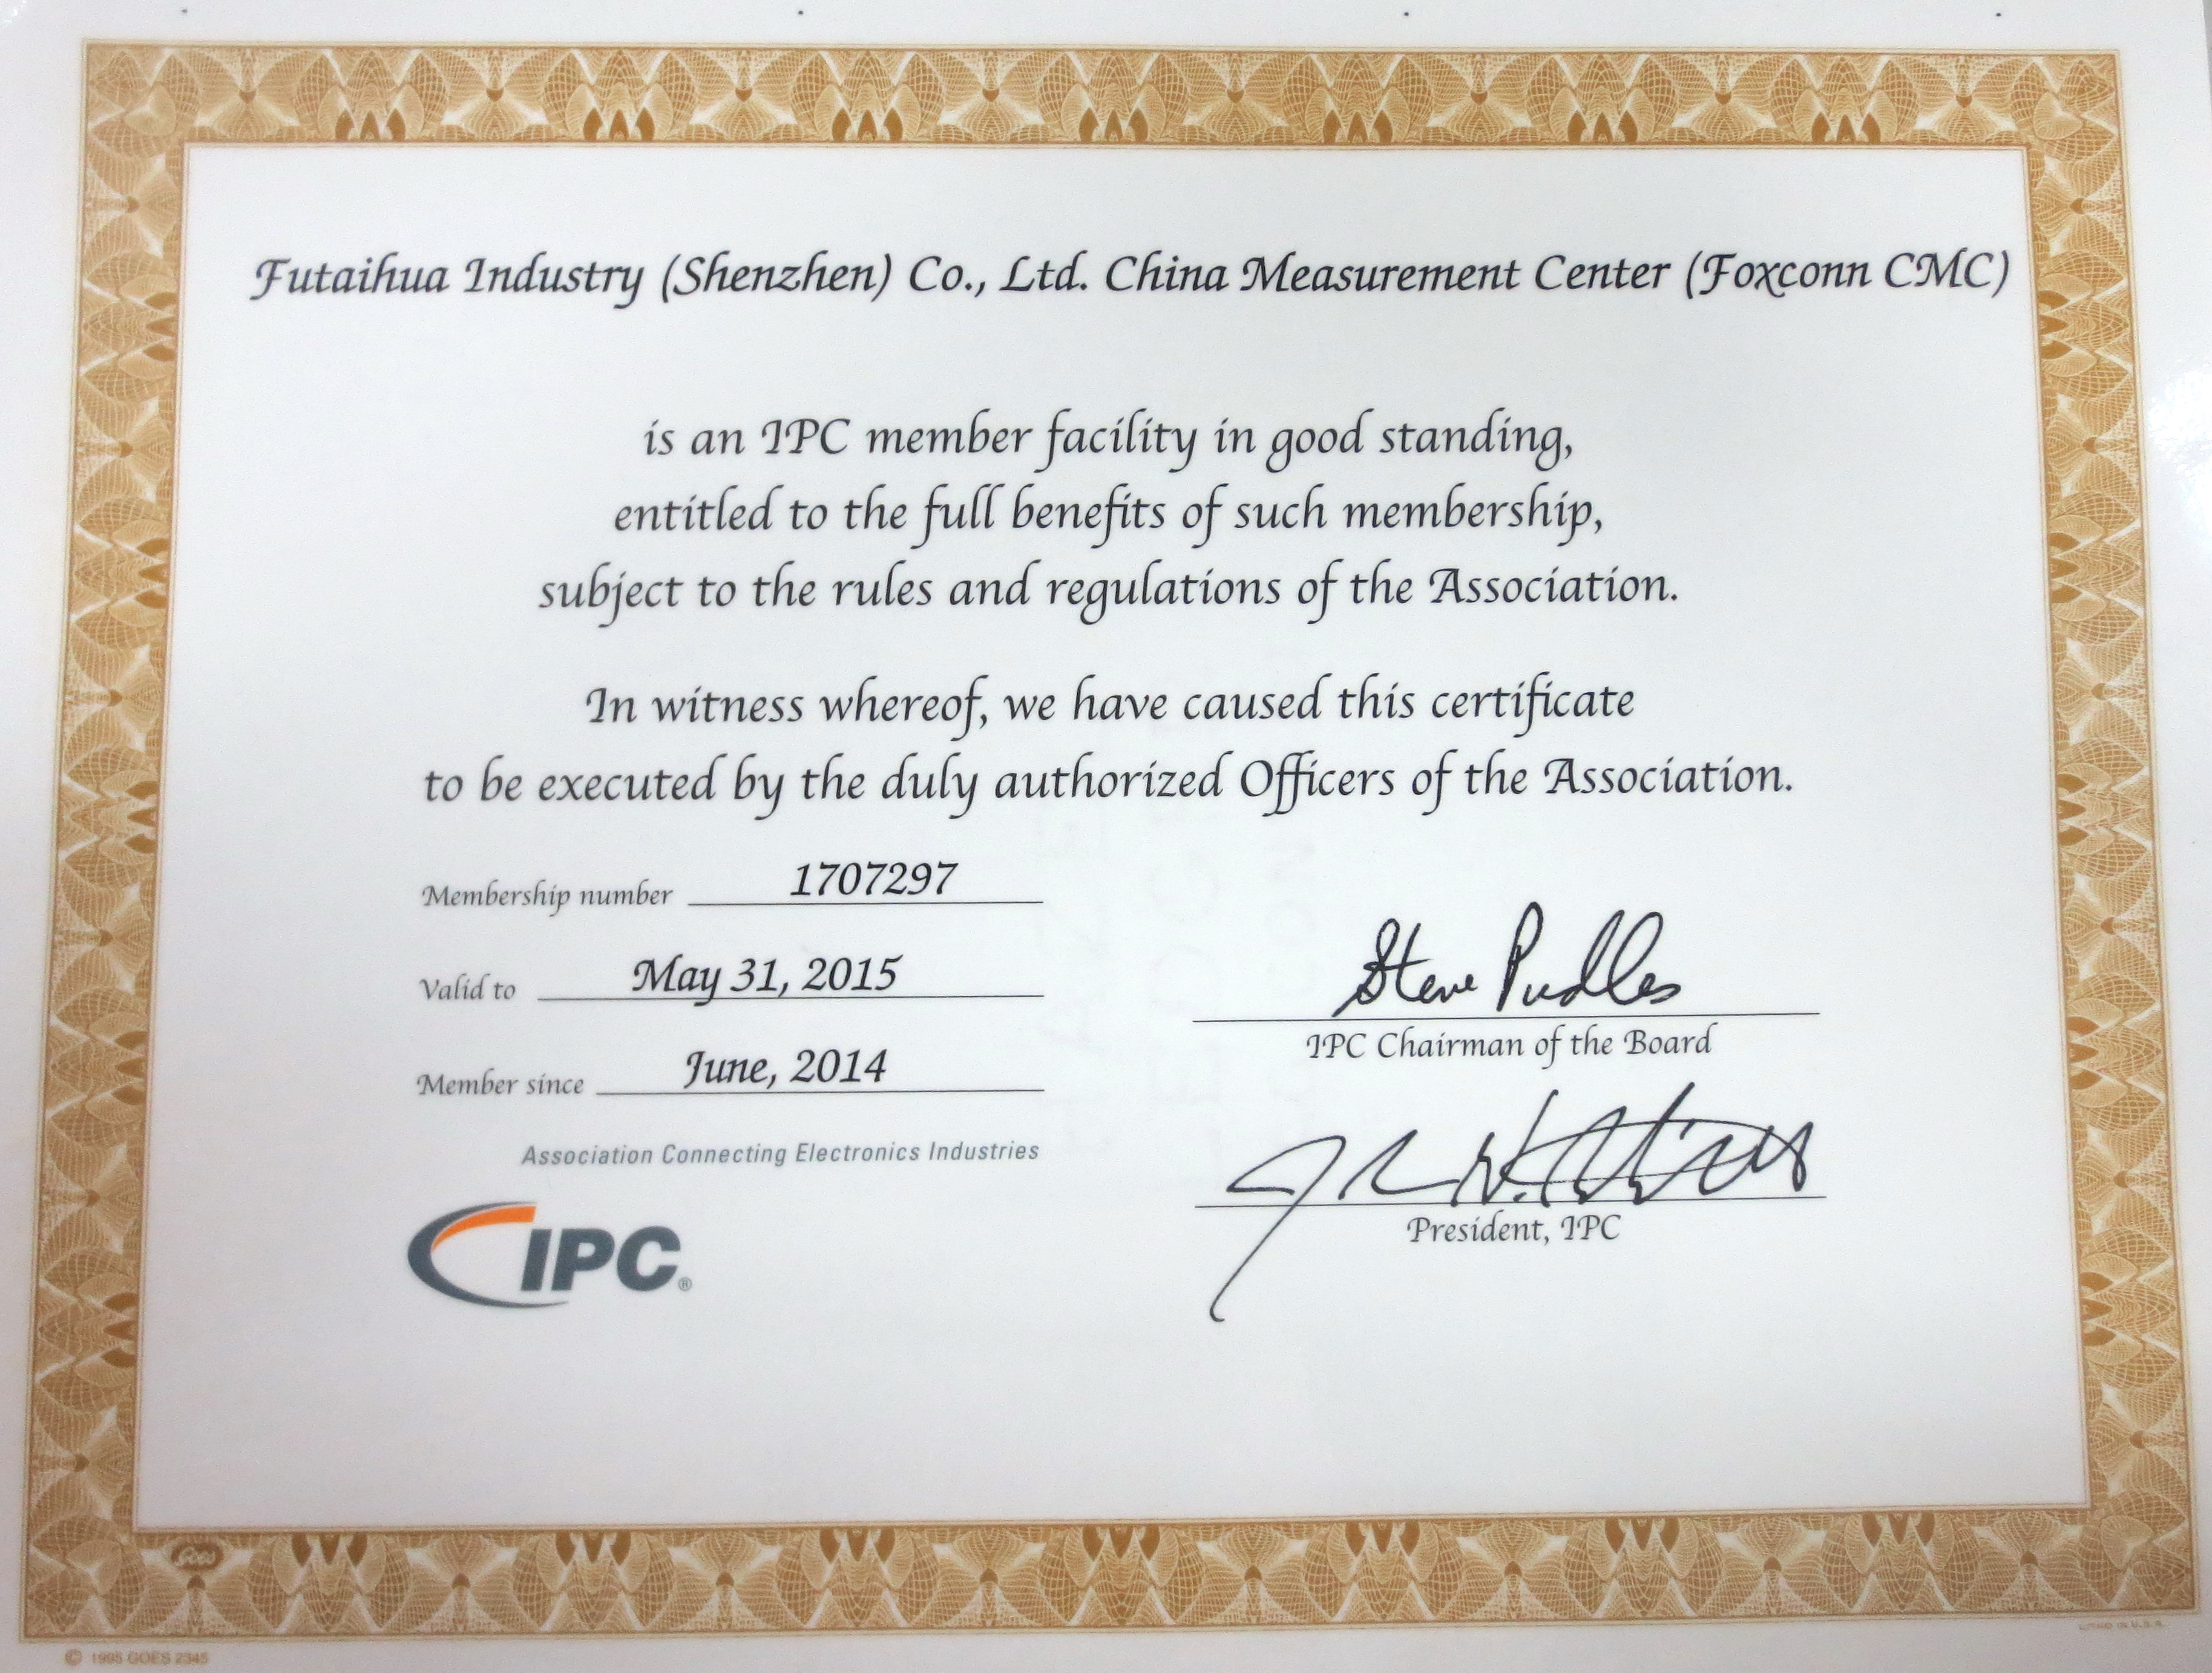 Futaihua Industry (Shenzhen) Co., Ltd. China Measurement Center (Foxconn CMC)
is an IPC member facility in good standing,
entitled to the full benefits of such membership,
subject to the rules and regulations of the Association.
In witness whereof, we have caused this certificate
to be executed by the duly authorized Officers of the Association.
Membership number 1707297
Valid to May 31, 2015
Member since June, 2014
Steve Pudles
IPC Chairman of the Board
President, IPC
Association Connecting Electronics Industries
IPC®
Goes
© 1995 GOES 2345
LITHO IN U.S.A.